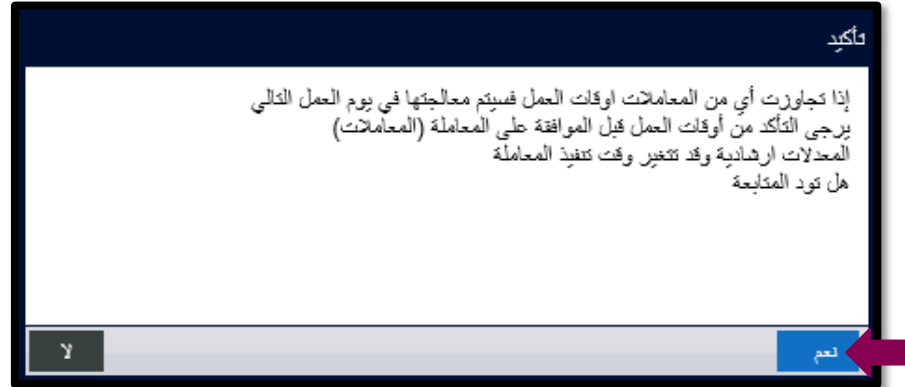 تأكيد
إذا تجاوزت أي من المعاملات اوقات العمل فسيتم معالجتها في يوم العمل التالي
يرجى التأكد من أوقات العمل قبل الموافقة على المعاملة (المعاملات)
المعدلات ارشادية وقد تتغير وقت تنفيذ المعاملة
هل تود المتابعة
نعم
لا